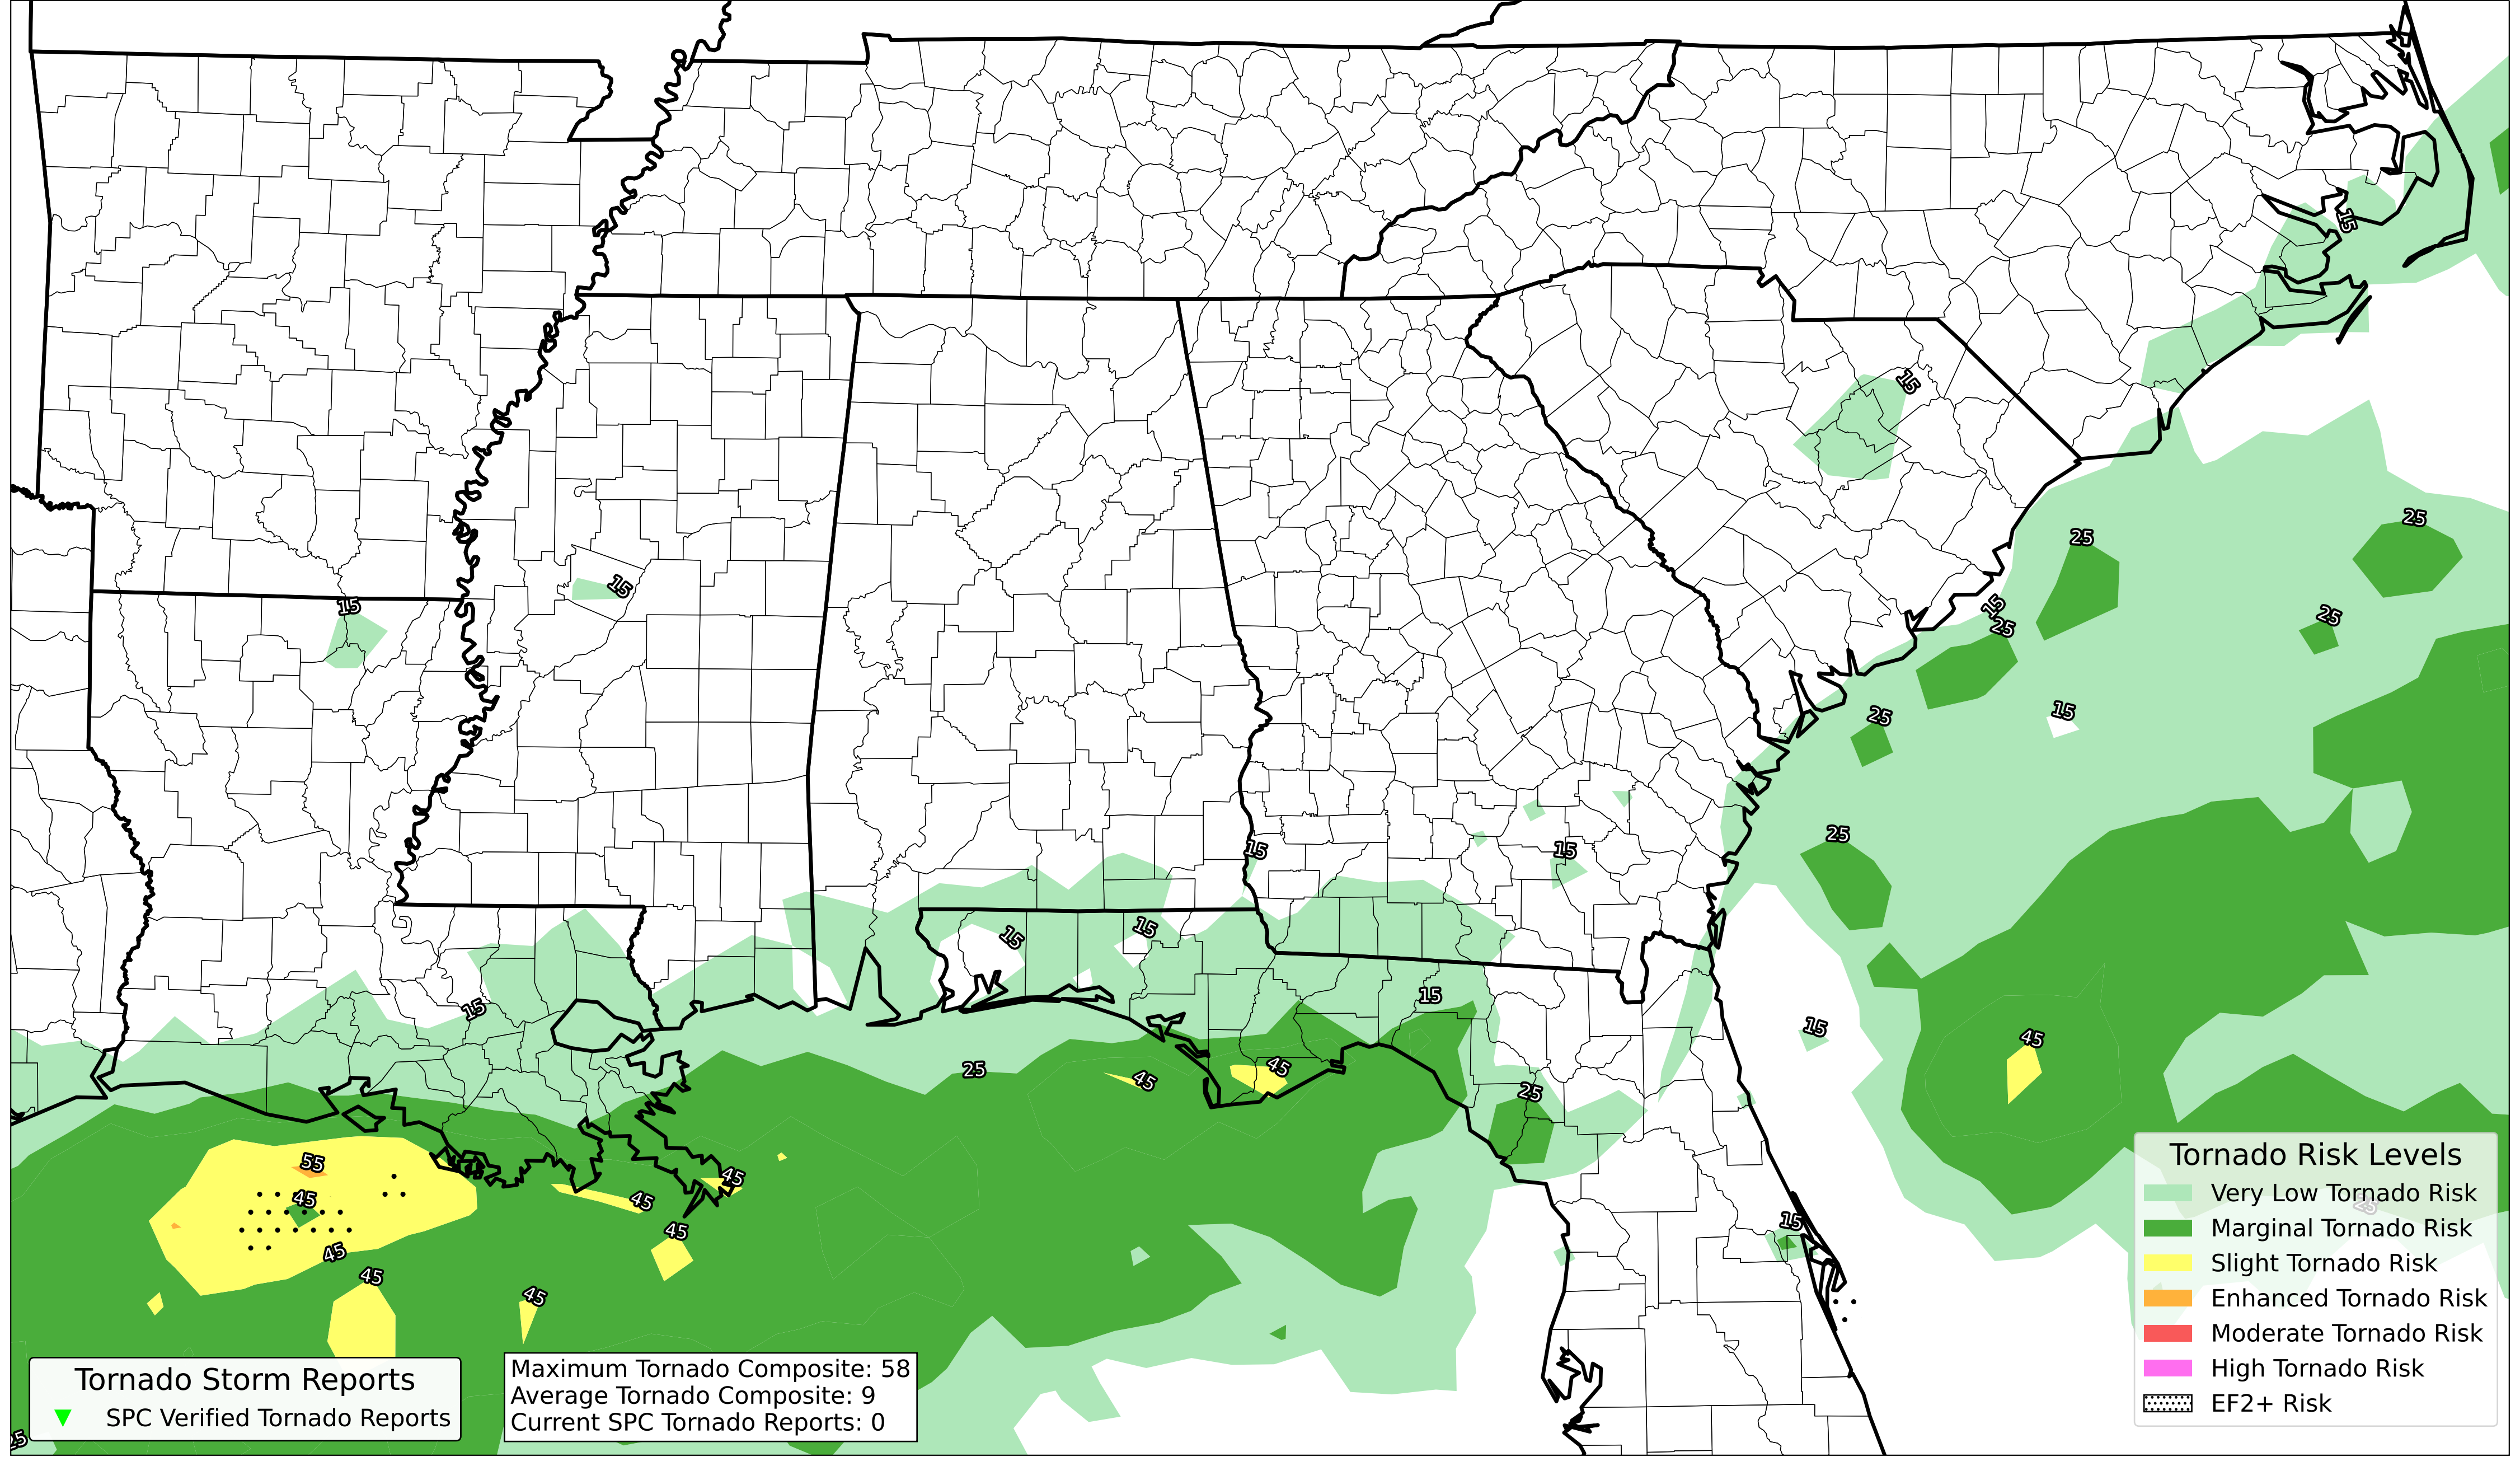 15
15
25
25
15
25
15
15
25
15
25
25
15
15
15
15
15
15
15
45
25
45
45
25
55
45
45
15
45
45
45
45
45
25
25
Tornado Risk Levels
Very Low Tornado Risk
Marginal Tornado Risk
Slight Tornado Risk
Enhanced Tornado Risk
Moderate Tornado Risk
High Tornado Risk
EF2+ Risk
Tornado Storm Reports
SPC Verified Tornado Reports
Maximum Tornado Composite: 58
Average Tornado Composite: 9
Current SPC Tornado Reports: 0